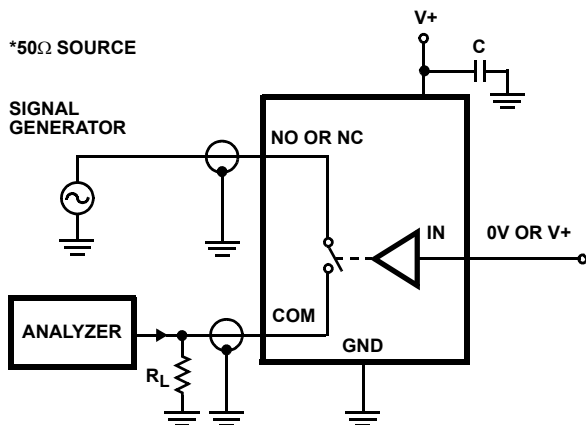 *50Ω SOURCE
V+
C
SIGNAL
GENERATOR
NO OR NC
IN
0V OR V+
COM
ANALYZER
GND
RL